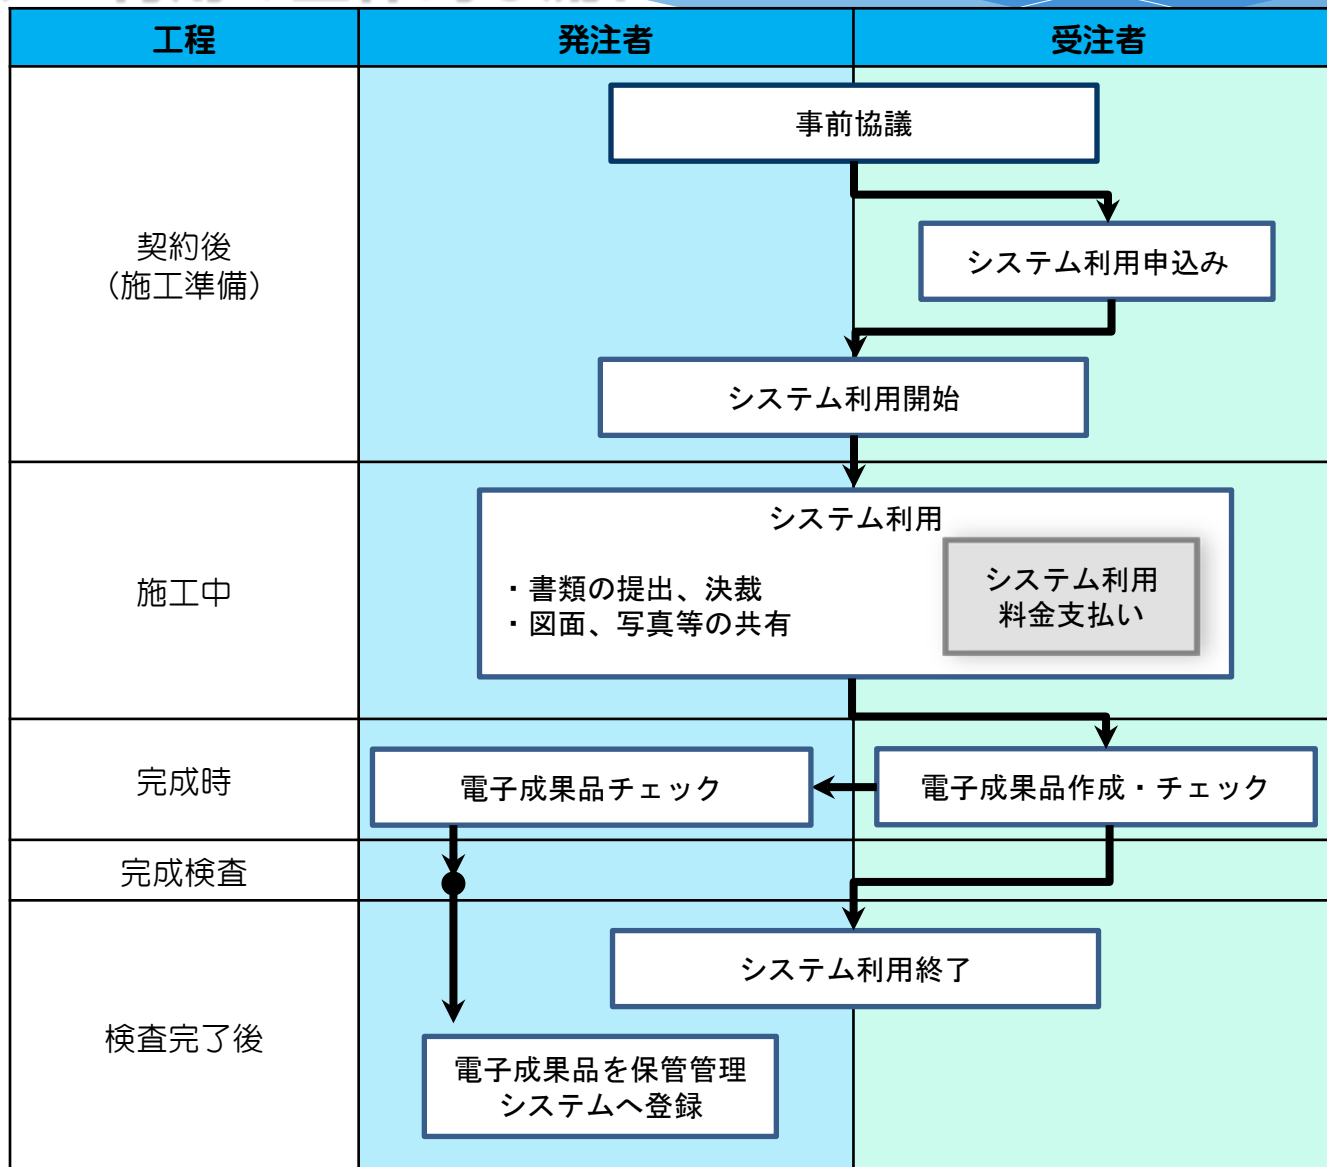 工程
発注者
受注者
契約後
(施工準備)
事前協議
システム利用申込み
システム利用開始
施工中
システム利用
・書類の提出、決裁
・図面、写真等の共有
システム利用
料金支払い
完成時
電子成果品チェック
電子成果品作成・チェック
完成検査
検査完了後
システム利用終了
電子成果品を保管管理
システムへ登録